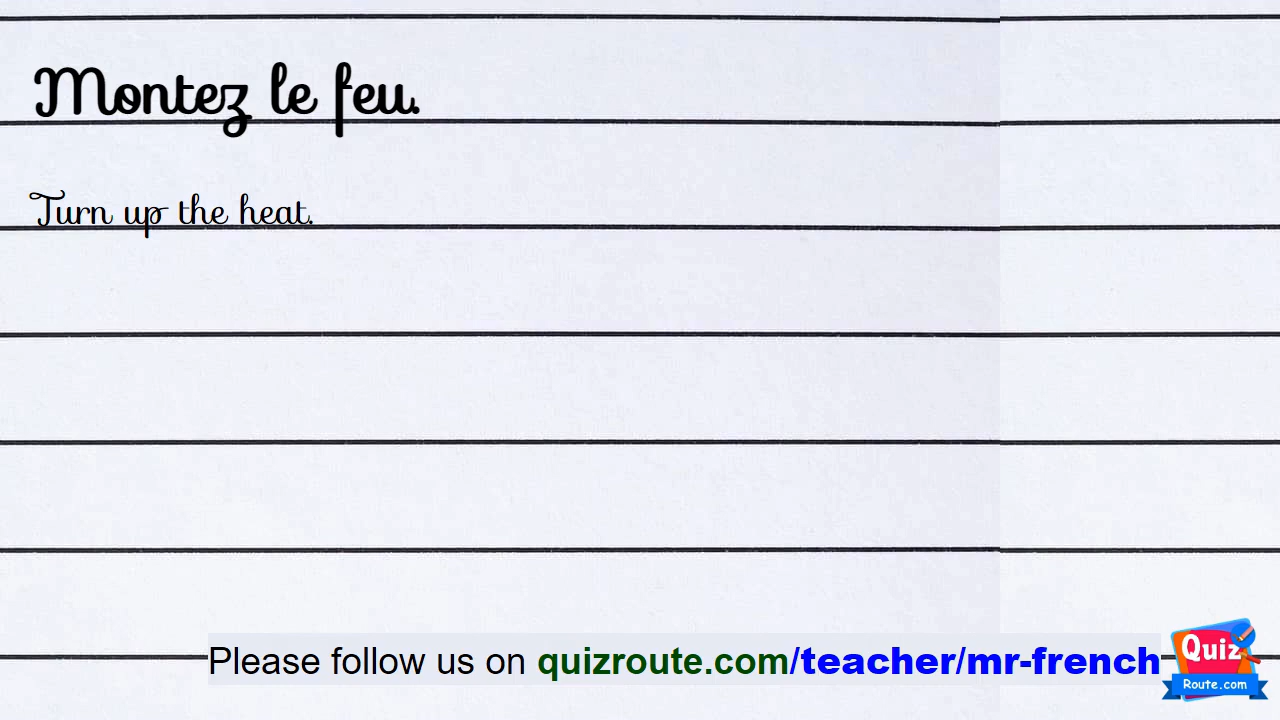 Montez le feu.
Turn up the heat.
Please follow us on quizroute.com/teacher/mr-french
Quiz
Route.com